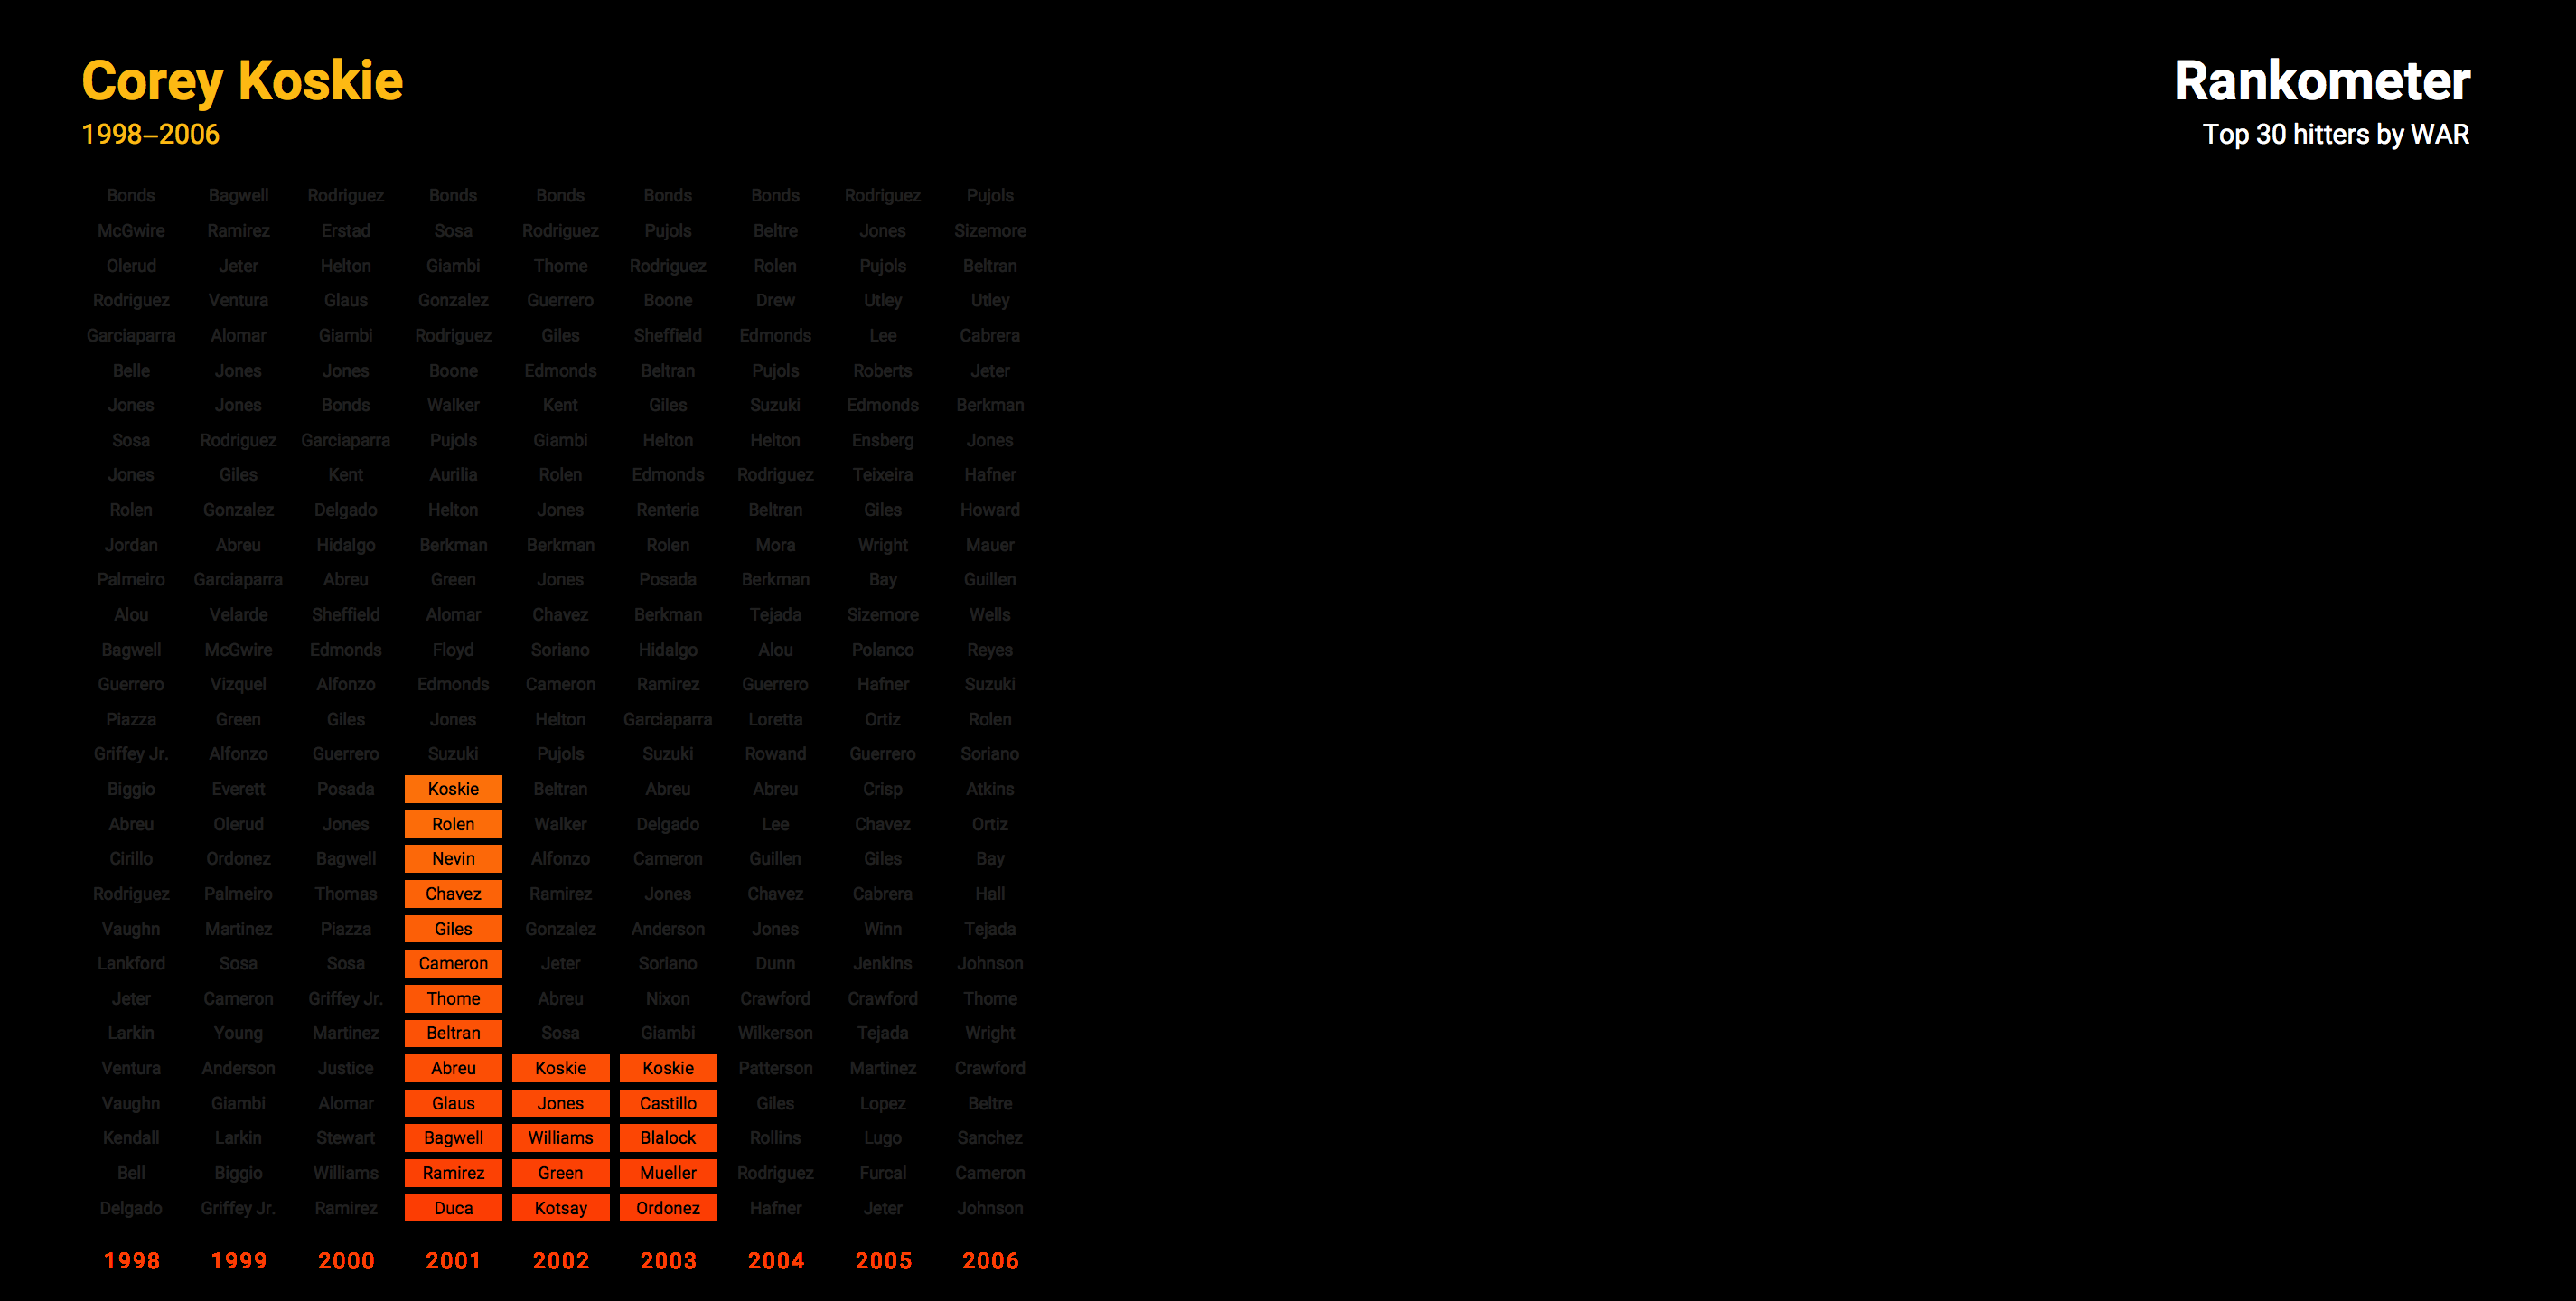 Corey Koskie
1998–2006
Rankometer
Top 30 hitters by WAR
Bonds Bagwell Rodriguez Bonds Bonds Bonds Bonds Rodriguez Pujols
McGwire Ramirez Erstad Sosa Rodriguez Pujols Beltre Jones Sizemore
Olerud Jeter Helton Giambi Thome Rodriguez Rolen Pujols Beltran
Rodriguez Ventura Glaus Gonzalez Guerrero Boone Drew Utley Utley
Garciaparra Alomar Giambi Rodriguez Giles Sheffield Edmonds Lee Cabrera
Belle Jones Jones Boone Edmonds Beltran Pujols Roberts Jeter
Jones Jones Bonds Walker Kent Giles Suzuki Edmonds Berkman
Sosa Rodriguez Garciaparra Pujols Giambi Helton Helton Ensberg Jones
Jones Giles Kent Aurilia Rolen Edmonds Rodriguez Teixeira Hafner
Rolen Gonzalez Delgado Helton Jones Renteria Beltran Giles Howard
Jordan Abreu Hidalgo Berkman Berkman Rolen Mora Wright Mauer
Palmeiro Garciaparra Abreu Green Jones Posada Berkman Bay Guillen
Alou Velarde Sheffield Alomar Chavez Berkman Tejada Sizemore Wells
Bagwell McGwire Edmonds Floyd Soriano Hidalgo Alou Polanco Reyes
Guerrero Vizquel Alfonzo Edmonds Cameron Ramirez Guerrero Hafner Suzuki
Piazza Green Giles Jones Helton Garciaparra Loretta Ortiz Rolen
Griffey Jr. Alfonzo Guerrero Suzuki Pujols Suzuki Rowand Guerrero Soriano
Biggio Everett Posada Koskie Beltran Abreu Abreu Crisp Atkins
Abreu Olerud Jones Rolen Walker Delgado Lee Chavez Ortiz
Cirillo Ordonez Bagwell Nevin Alfonzo Cameron Guillen Giles Bay
Rodriguez Palmeiro Thomas Chavez Ramirez Jones Chavez Cabrera Hall
Vaughn Martinez Piazza Giles Gonzalez Anderson Jones Winn Tejada
Lankford Sosa Sosa Cameron Jeter Soriano Dunn Jenkins Johnson
Jeter Cameron Griffey Jr. Thome Abreu Nixon Crawford Crawford Thome
Larkin Young Martinez Beltran Sosa Giambi Wilkerson Tejada Wright
Ventura Anderson Justice Abreu Koskie Koskie Patterson Martinez Crawford
Vaughn Giambi Alomar Glaus Jones Castillo Giles Lopez Beltre
Kendall Larkin Stewart Bagwell Williams Blalock Rollins Lugo Sanchez
Bell Biggio Williams Ramirez Green Mueller Rodriguez Furcal Cameron
Delgado Griffey Jr. Ramirez Duca Kotsay Ordonez Hafner Jeter Johnson
1998 1999 2000 2001 2002 2003 2004 2005 2006